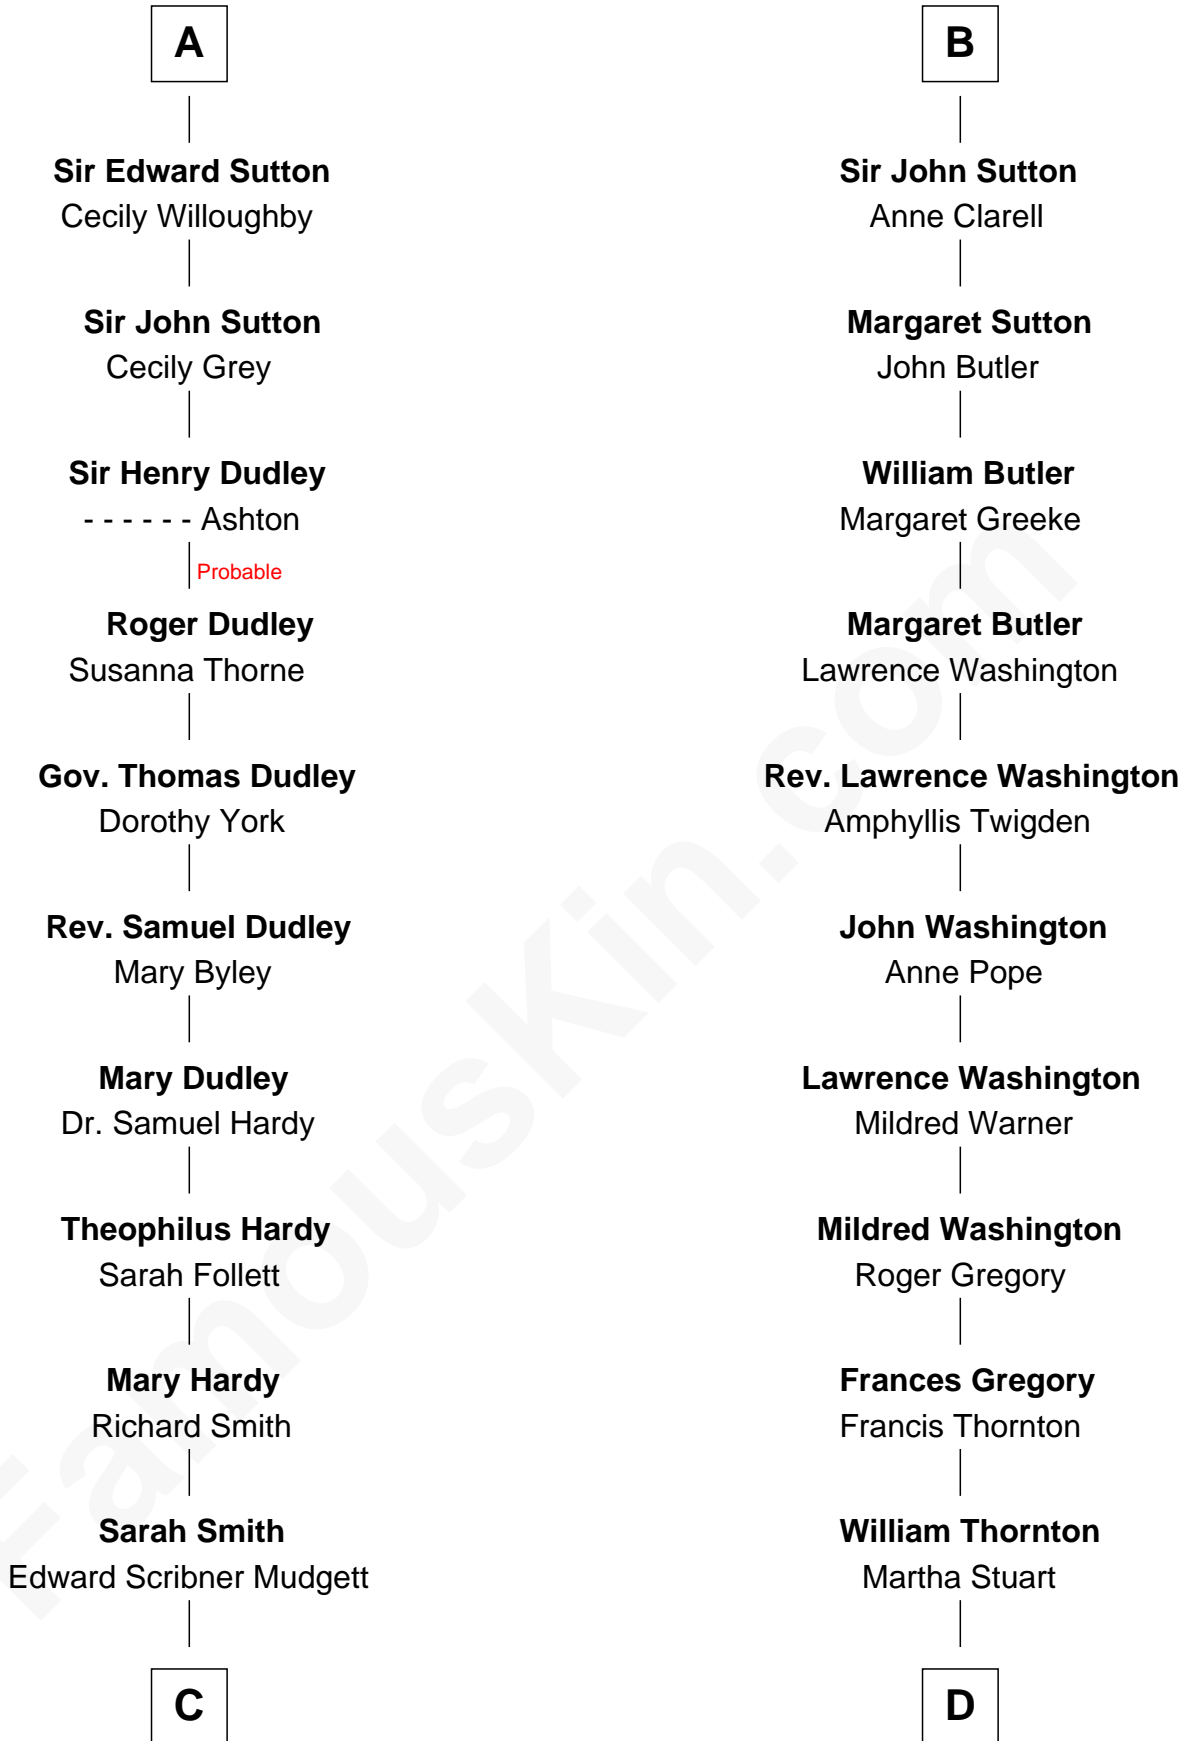 A
Sir Edward Sutton
Cecily Willoughby
Sir John Sutton
Cecily Grey
Sir Henry Dudley
- - - - - - Ashton
Probable
Roger Dudley
Susanna Thorne
Gov. Thomas Dudley
Dorothy York
Rev. Samuel Dudley
Mary Byley
Mary Dudley
Dr. Samuel Hardy
Theophilus Hardy
Sarah Follett
Mary Hardy
Richard Smith
Sarah Smith
Edward Scribner Mudgett
C
B
Sir John Sutton
Anne Clarell
Margaret Sutton
John Butler
William Butler
Margaret Greeke
Margaret Butler
Lawrence Washington
Rev. Lawrence Washington
Amphyllis Twigden
John Washington
Anne Pope
Lawrence Washington
Mildred Warner
Mildred Washington
Roger Gregory
Frances Gregory
Francis Thornton
William Thornton
Martha Stuart
D
FamousKin.com